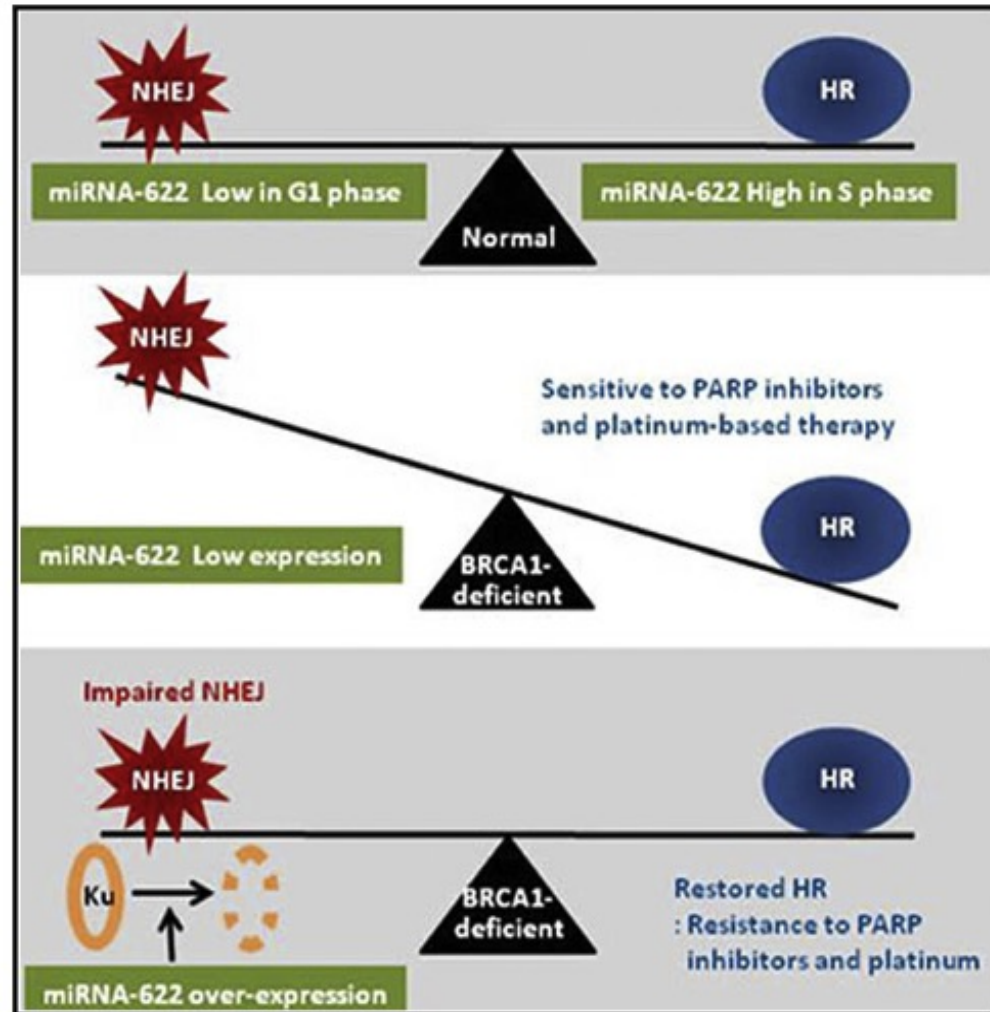 NHEJ
HR
miRNA-622 Low in G1 phase
miRNA-622 High in S phase
Normal
NHEJ
Sensitive to PARP inhibitors
and platinum-based therapy
HR
miRNA-622 Low expression
BRCA1-
deficient
Impaired NHEJ
NHEJ
HR
Ku
BRCA1-
deficient
Restored HR
: Resistance to PARP
inhibitors and platinum
miRNA-622 over-expression